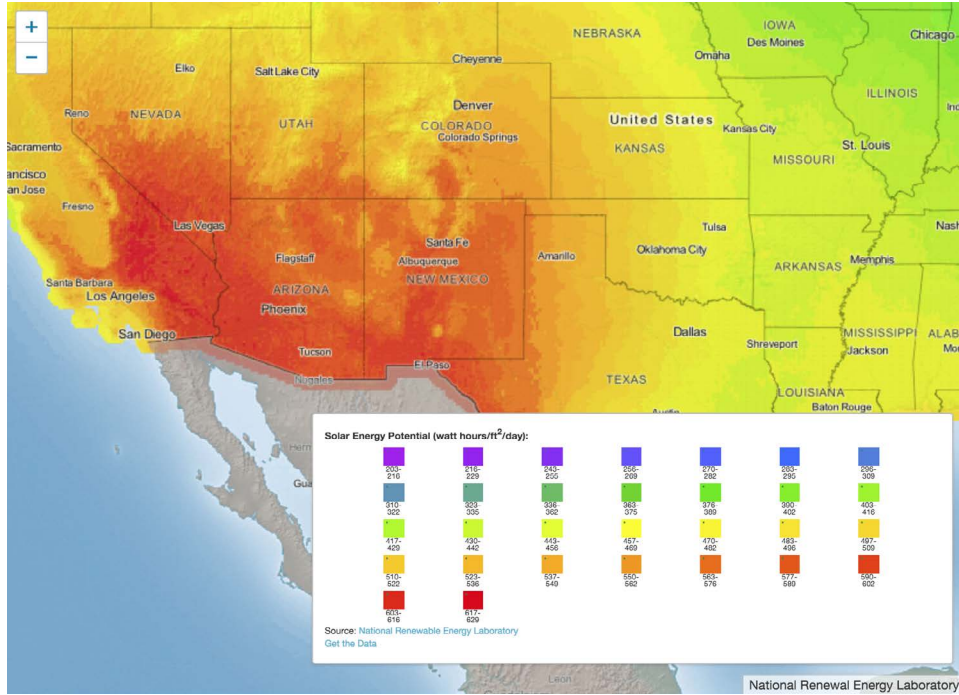 +
−
NEBRASKA
IOWA
Des Moines
Chicago
Omaha
Cheyenne
Elko
Salt Lake City
ILLINOIS
Denver
Reno
NEVADA
UTAH
COLORADO
Colorado Springs
United States
Kansas City
KANSAS
St. Louis
MISSOURI
Sacramento
ancisco
an Jose
Fresno
Las Vegas
Tulsa
Nash
Santa Fe
Flagstaff
Albuquerque
Amarillo
Oklahoma City
ARKANSAS
Memphis
NEW MEXICO
Santa Barbara
ARIZONA
Los Angeles
Phoenix
San Diego
Dallas
MISSISSIPPI
ALAB
Shreveport
Jackson
Tucson
El Paso
Nogales
TEXAS
LOUISIANA
Baton Rouge
Austin
Solar Energy Potential (watt hours/ft²/day):
203-216
216-229
243-255
256-269
270-282
283-295
296-309
310-322
323-335
336-362
363-375
376-389
390-402
403-416
417-429
430-442
443-456
457-469
470-482
483-496
497-509
510-522
523-536
537-549
550-562
563-576
577-589
590-602
603-616
617-629
Source: National Renewable Energy Laboratory
Get the Data
National Renewal Energy Laboratory